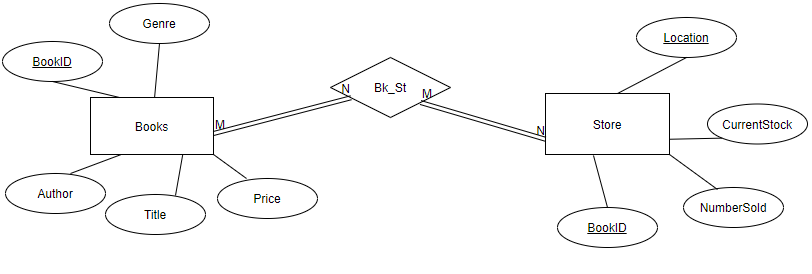 Genre
Location
BookID
N
Bk_St
M
Books
M
Store
N
CurrentStock
Author
Title
Price
BookID
NumberSold